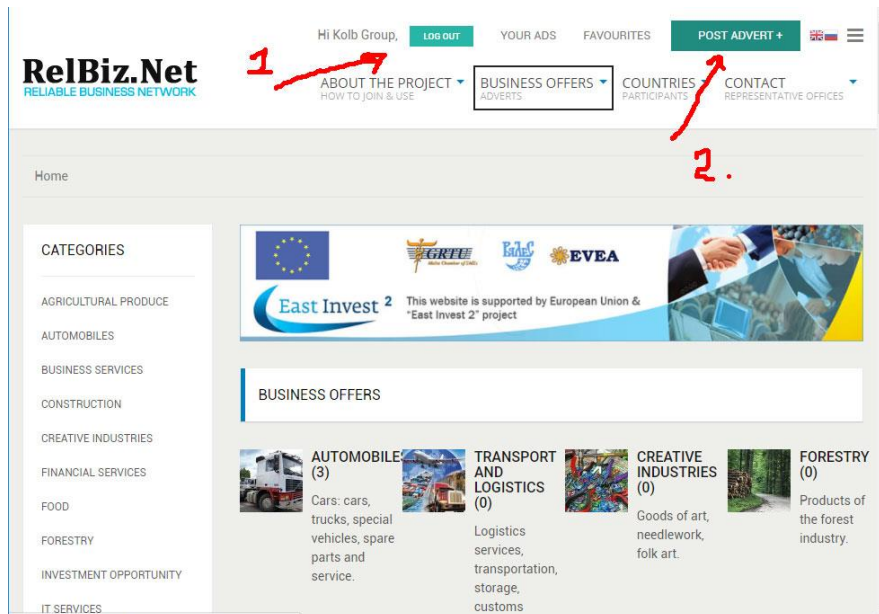 Hi Kolb Group,
LOG OUT
YOUR ADS
FAVOURITES
POST ADVERT +
1
RelBiz.Net
RELIABLE BUSINESS NETWORK
ABOUT THE PROJECT
HOW TO JOIN & USE
BUSINESS OFFERS
ADVERTS
COUNTRIES
PARTICIPANTS
CONTACT
REPRESENTATIVE OFFICES
2.
Home
CATEGORIES
AGRICULTURAL PRODUCE
AUTOMOBILES
BUSINESS SERVICES
CONSTRUCTION
CREATIVE INDUSTRIES
FINANCIAL SERVICES
FOOD
FORESTRY
INVESTMENT OPPORTUNITY
IT SERVICES
GRTU
EVEA
East Invest 2
This website is supported by European Union &
"East Invest 2" project
BUSINESS OFFERS
AUTOMOBILES
(3)
Cars: cars,
trucks, special
vehicles, spare
parts and
service.
TRANSPORT
AND
LOGISTICS
(0)
Logistics
services,
transportation,
storage,
customs
CREATIVE
INDUSTRIES
(0)
Goods of art,
needlework,
folk art.
FORESTRY
(0)
Products of
the forest
industry.